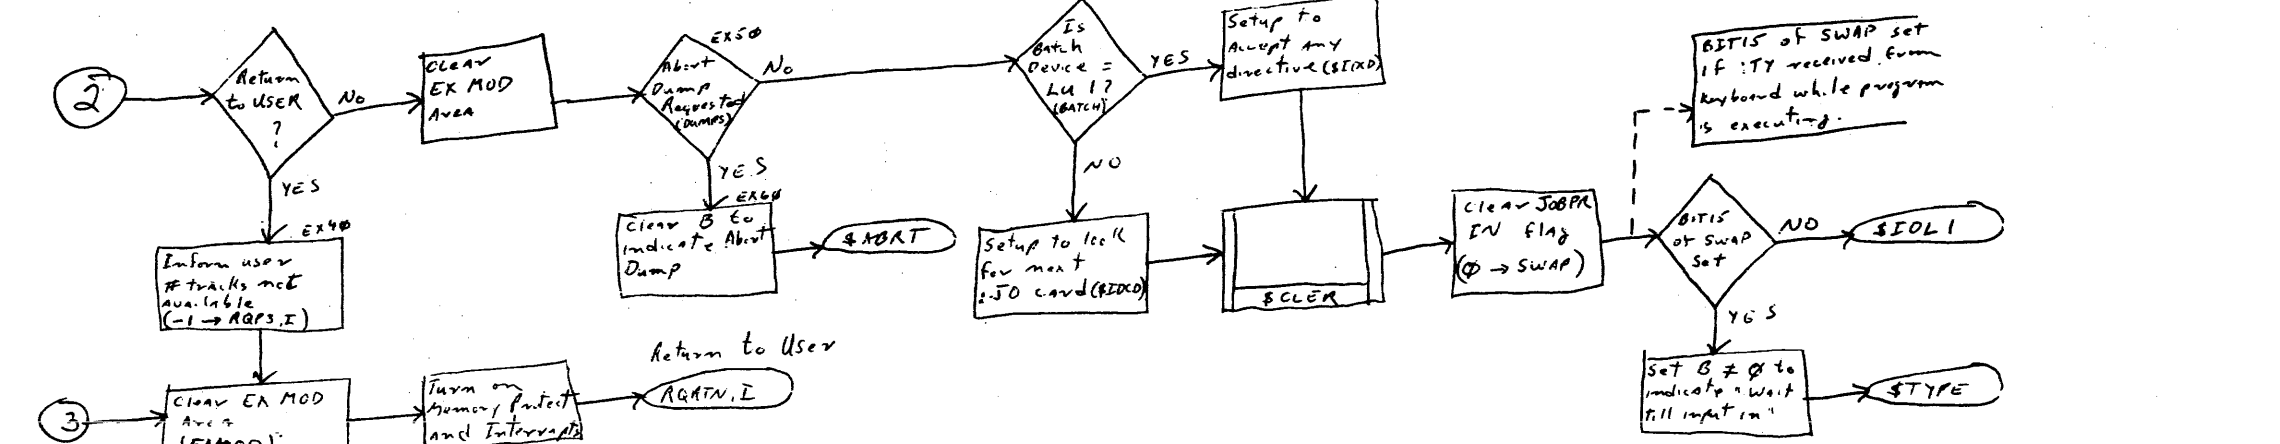 2
Return
to USER
?
No
YES
Clear
EX MOD
Area
EX50
Abort
Dump
Requested
(DUMPS)
No
YES
EX60
Clear B to
indicate Abort
Dump
$ABRT
Is
Batch
Device =
LU 1?
(BATCH)
YES
NO
Setup to
Accept any
directive ($IDCD)
Setup to look
for next
:JO card ($IDCD)
$CLER
Clear JOBPR
IN flag
(Ø → SWAP)
BIT15 of SWAP set
if :TY received from
keyboard while program
is executing.
BIT15
of SWAP
Set
NO
$IOL1
YES
Set B ≠ Ø to
indicate "wait
till input in"
$TYPE
EX4Ø
Inform user
# tracks not
available
(-1 → RQP3,I)
3
Clear EX MOD
Area
(EXMOD)
Turn on
Memory Protect
and Interrupts
Return to User
RQRTN,I